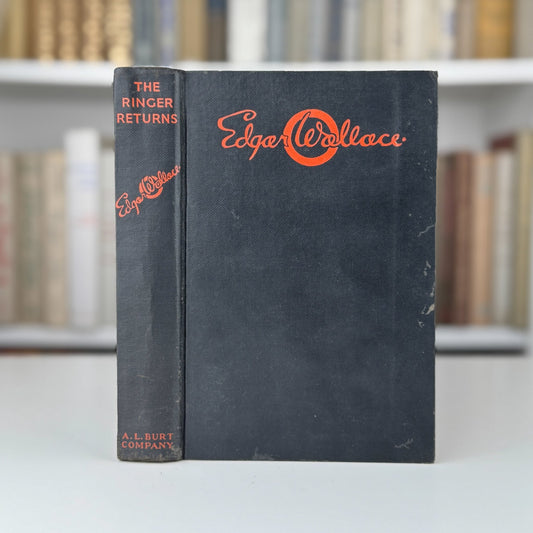 THE
RINGER
RETURNS
Edgar Wallace
A.L. BURT
COMPANY
Edgar Wallace